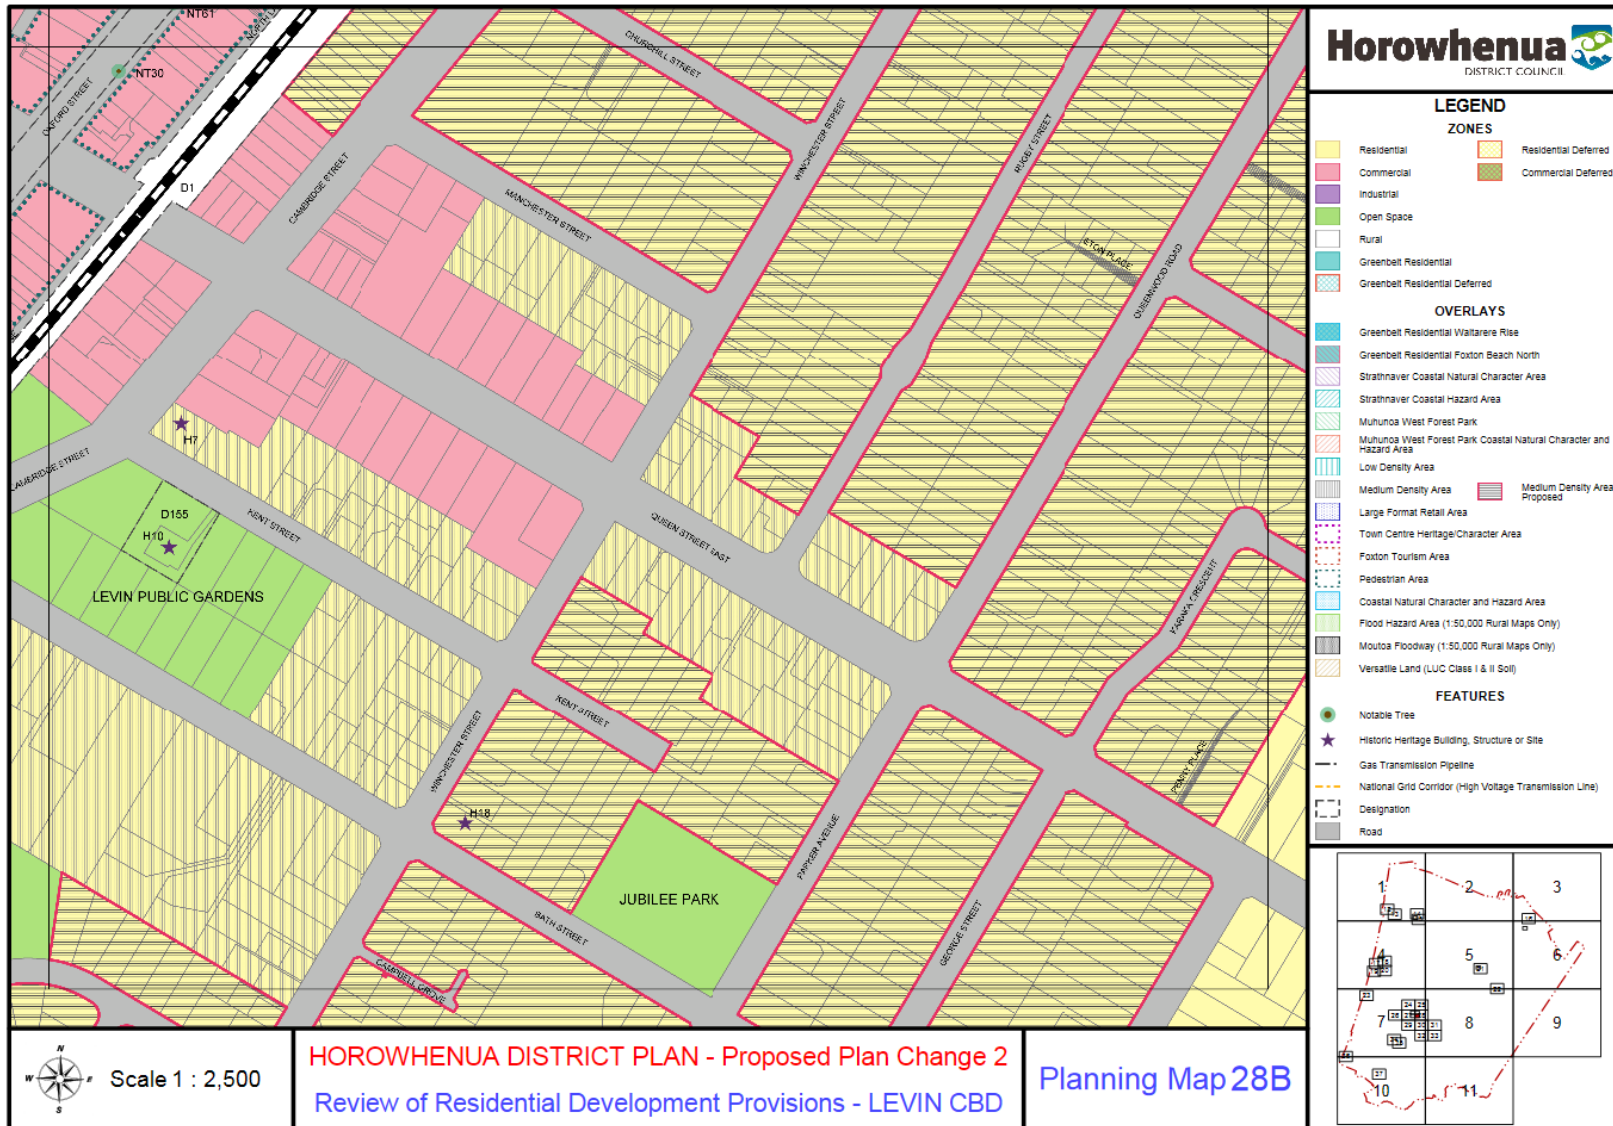 NT61
NORTH
NT30
OXFORD STREET
D1
CHURCHILL STREET
CAMBRIDGE STREET
MANCHESTER STREET
WINCHESTER STREET
RUGBY STREET
ETON PLACE
QUEENWOOD ROAD
H7
CAMBRIDGE STREET
D155
H10
KENT STREET
LEVIN PUBLIC GARDENS
QUEEN STREET EAST
KARAKA CRESCENT
KENT STREET
WINCHESTER STREET
PENNY PLACE
H18
PARKER AVENUE
JUBILEE PARK
BATH STREET
GEORGE STREET
CAMPBELL GROVE
Horowhenua
DISTRICT COUNCIL
LEGEND
ZONES
Residential
Residential Deferred
Commercial
Commercial Deferred
Industrial
Open Space
Rural
Greenbelt Residential
Greenbelt Residential Deferred
OVERLAYS
Greenbelt Residential Waitarere Rise
Greenbelt Residential Foxton Beach North
Strathnaver Coastal Natural Character Area
Strathnaver Coastal Hazard Area
Muhunoa West Forest Park
Muhunoa West Forest Park Coastal Natural Character and
Hazard Area
Low Density Area
Medium Density Area
Medium Density Area
Proposed
Large Format Retail Area
Town Centre Heritage/Character Area
Foxton Tourism Area
Pedestrian Area
Coastal Natural Character and Hazard Area
Flood Hazard Area (1:50,000 Rural Maps Only)
Moutoa Floodway (1:50,000 Rural Maps Only)
Versatile Land (LUC Class I & II Soil)
FEATURES
Notable Tree
Historic Heritage Building, Structure or Site
Gas Transmission Pipeline
National Grid Corridor (High Voltage Transmission Line)
Designation
Road
1 2 3
4 5 6
7 8 9
10 11
N
W E
S
Scale 1 : 2,500
HOROWHENUA DISTRICT PLAN - Proposed Plan Change 2
Review of Residential Development Provisions - LEVIN CBD
Planning Map 28B